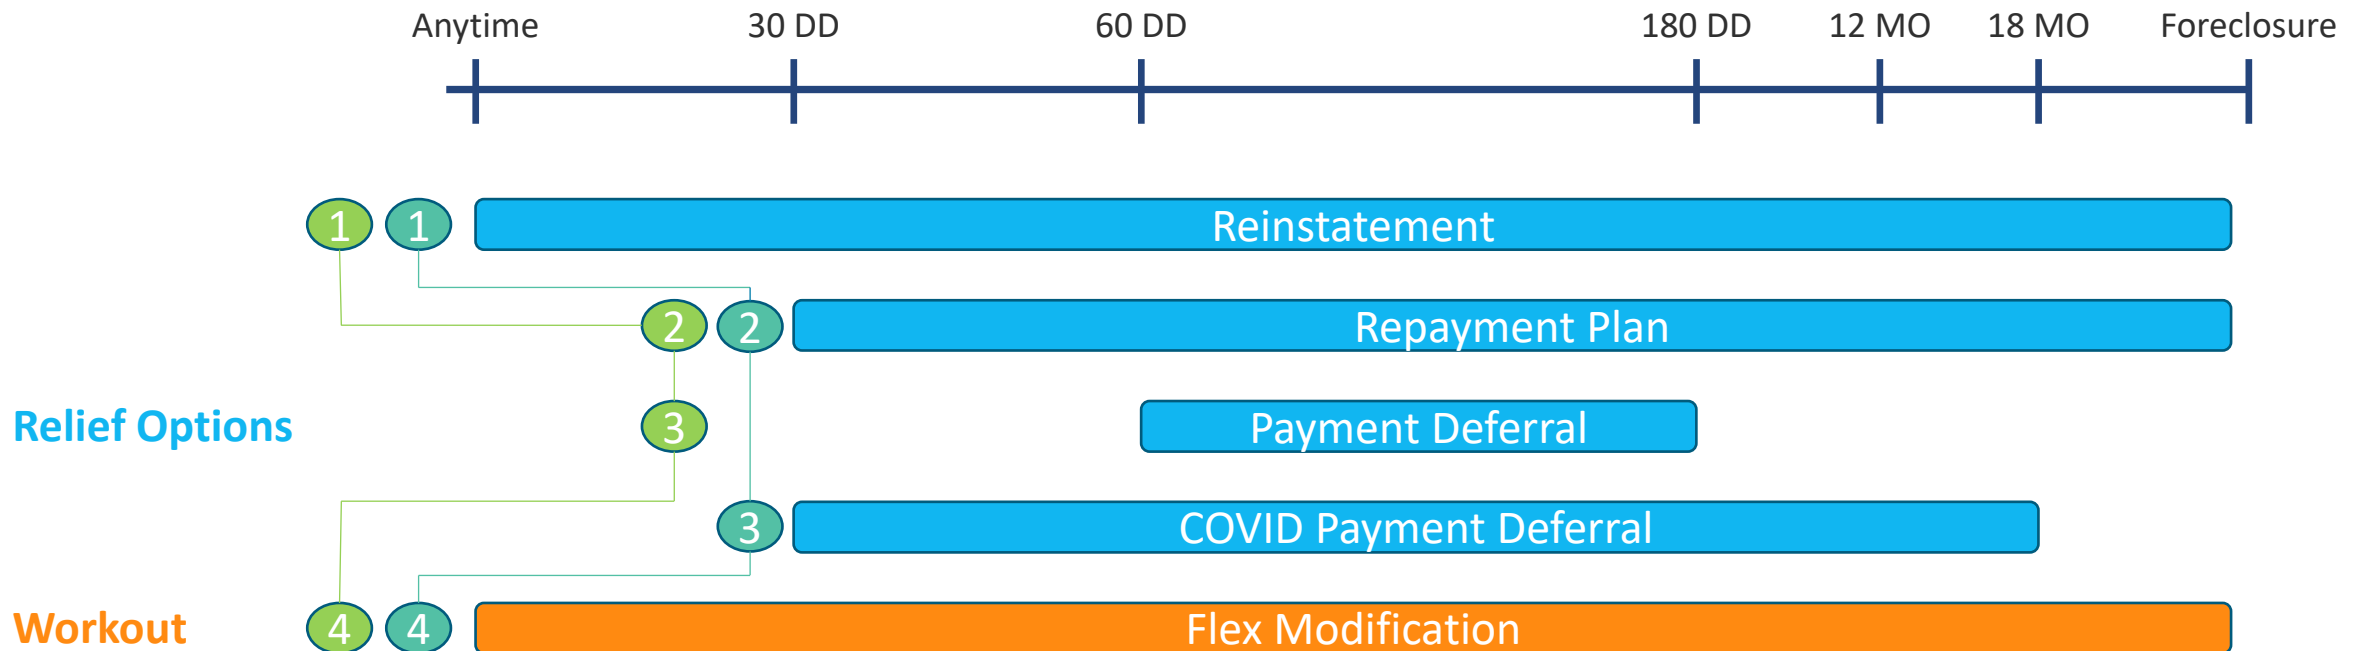 Anytime 30 DD 60 DD 180 DD 12 MO 18 MO Foreclosure
1 1 Reinstatement
2 2 Repayment Plan
Relief Options 3 Payment Deferral
3 COVID Payment Deferral
Workout 4 4 Flex Modification